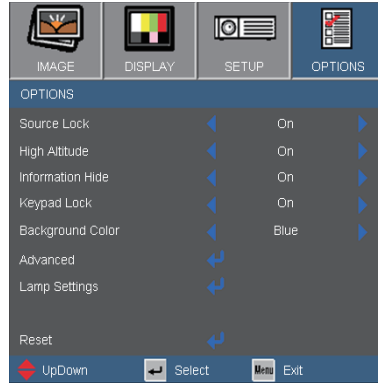 IMAGE DISPLAY SETUP OPTIONS
OPTIONS
Source Lock On
High Altitude On
Information Hide On
Keypad Lock On
Background Color Blue
Advanced
Lamp Settings
Reset
UpDown Select Menu Exit